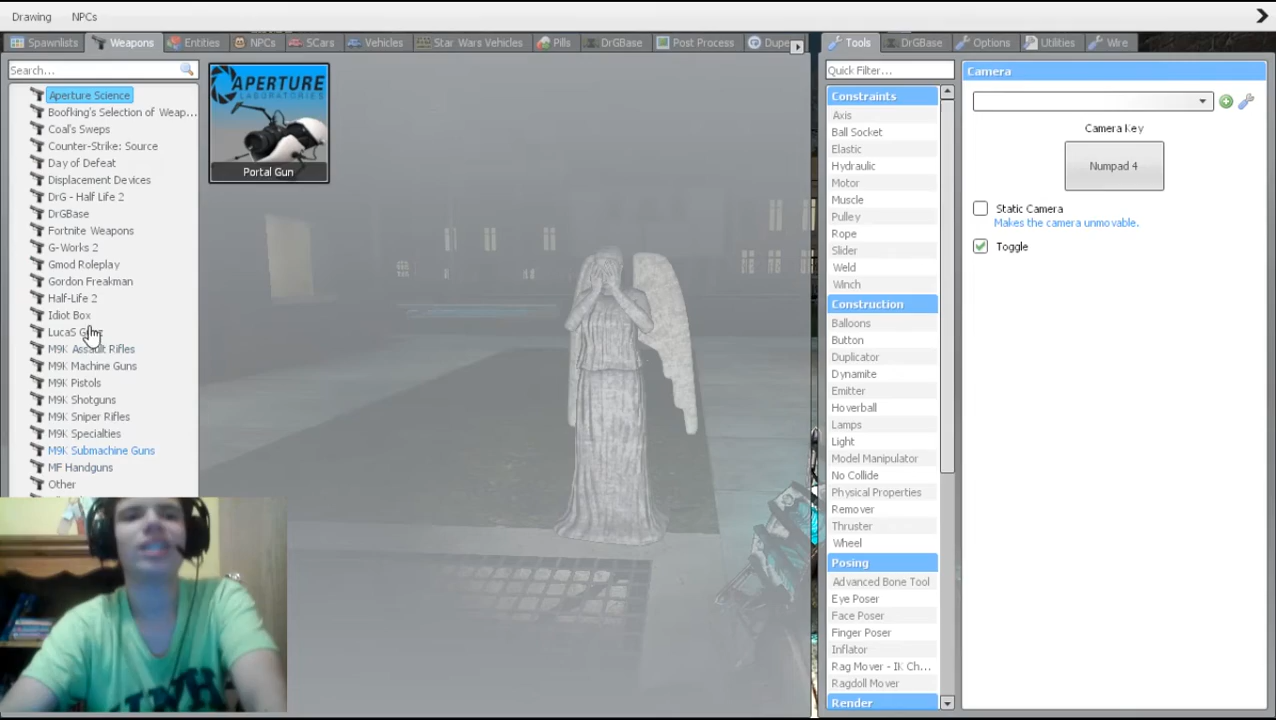 Drawing NPCs
Spawnlists Weapons Entities NPCs SCars Vehicles Star Wars Vehicles Pills DrGBase Post Process Dupe
Tools DrGBase Options Utilities Wire
Search...
Aperture Science
Boofking's Selection of Weap...
Coal's Sweps
Counter-Strike: Source
Day of Defeat
Displacement Devices
DrG - Half Life 2
DrGBase
Fortnite Weapons
G-Works 2
Gmod Roleplay
Gordon Freakman
Half-Life 2
Idiot Box
LucaS
M9K Assault Rifles
M9K Machine Guns
M9K Pistols
M9K Shotguns
M9K Sniper Rifles
M9K Specialties
M9K Submachine Guns
MF Handguns
Other
APERTURE
LABORATORIES
Portal Gun
Quick Filter...
Constraints
Axis
Ball Socket
Elastic
Hydraulic
Motor
Muscle
Pulley
Rope
Slider
Weld
Winch
Construction
Balloons
Button
Duplicator
Dynamite
Emitter
Hoverball
Lamps
Light
Model Manipulator
No Collide
Physical Properties
Remover
Thruster
Wheel
Posing
Advanced Bone Tool
Eye Poser
Face Poser
Finger Poser
Inflator
Rag Mover - IK Ch...
Ragdoll Mover
Render
Camera
Camera Key
Numpad 4
Static Camera
Makes the camera unmovable.
Toggle